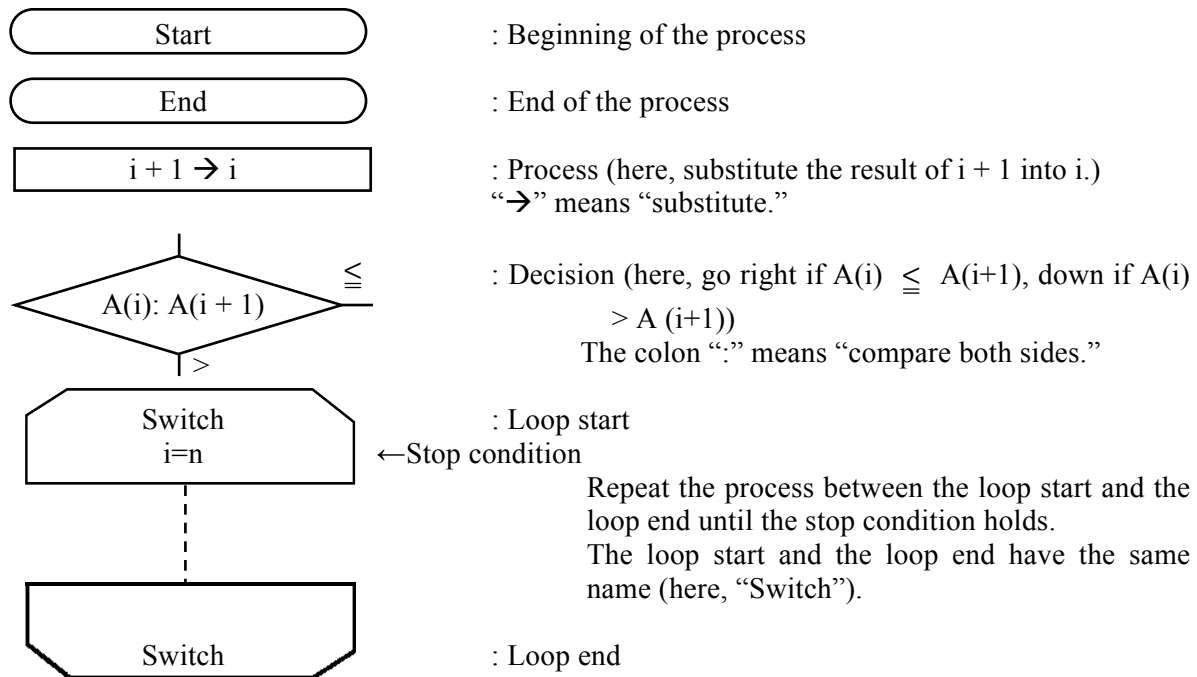 Start : Beginning of the process
End : End of the process
i + 1 → i : Process (here, substitute the result of i + 1 into i.)
“→” means “substitute.”
≦
A(i): A(i + 1) : Decision (here, go right if A(i) ≦ A(i+1), down if A(i)
> A (i+1))
The colon “:” means “compare both sides.”
>
Switch : Loop start
i=n ←Stop condition
Repeat the process between the loop start and the
loop end until the stop condition holds.
The loop start and the loop end have the same
name (here, “Switch”).
Switch : Loop end